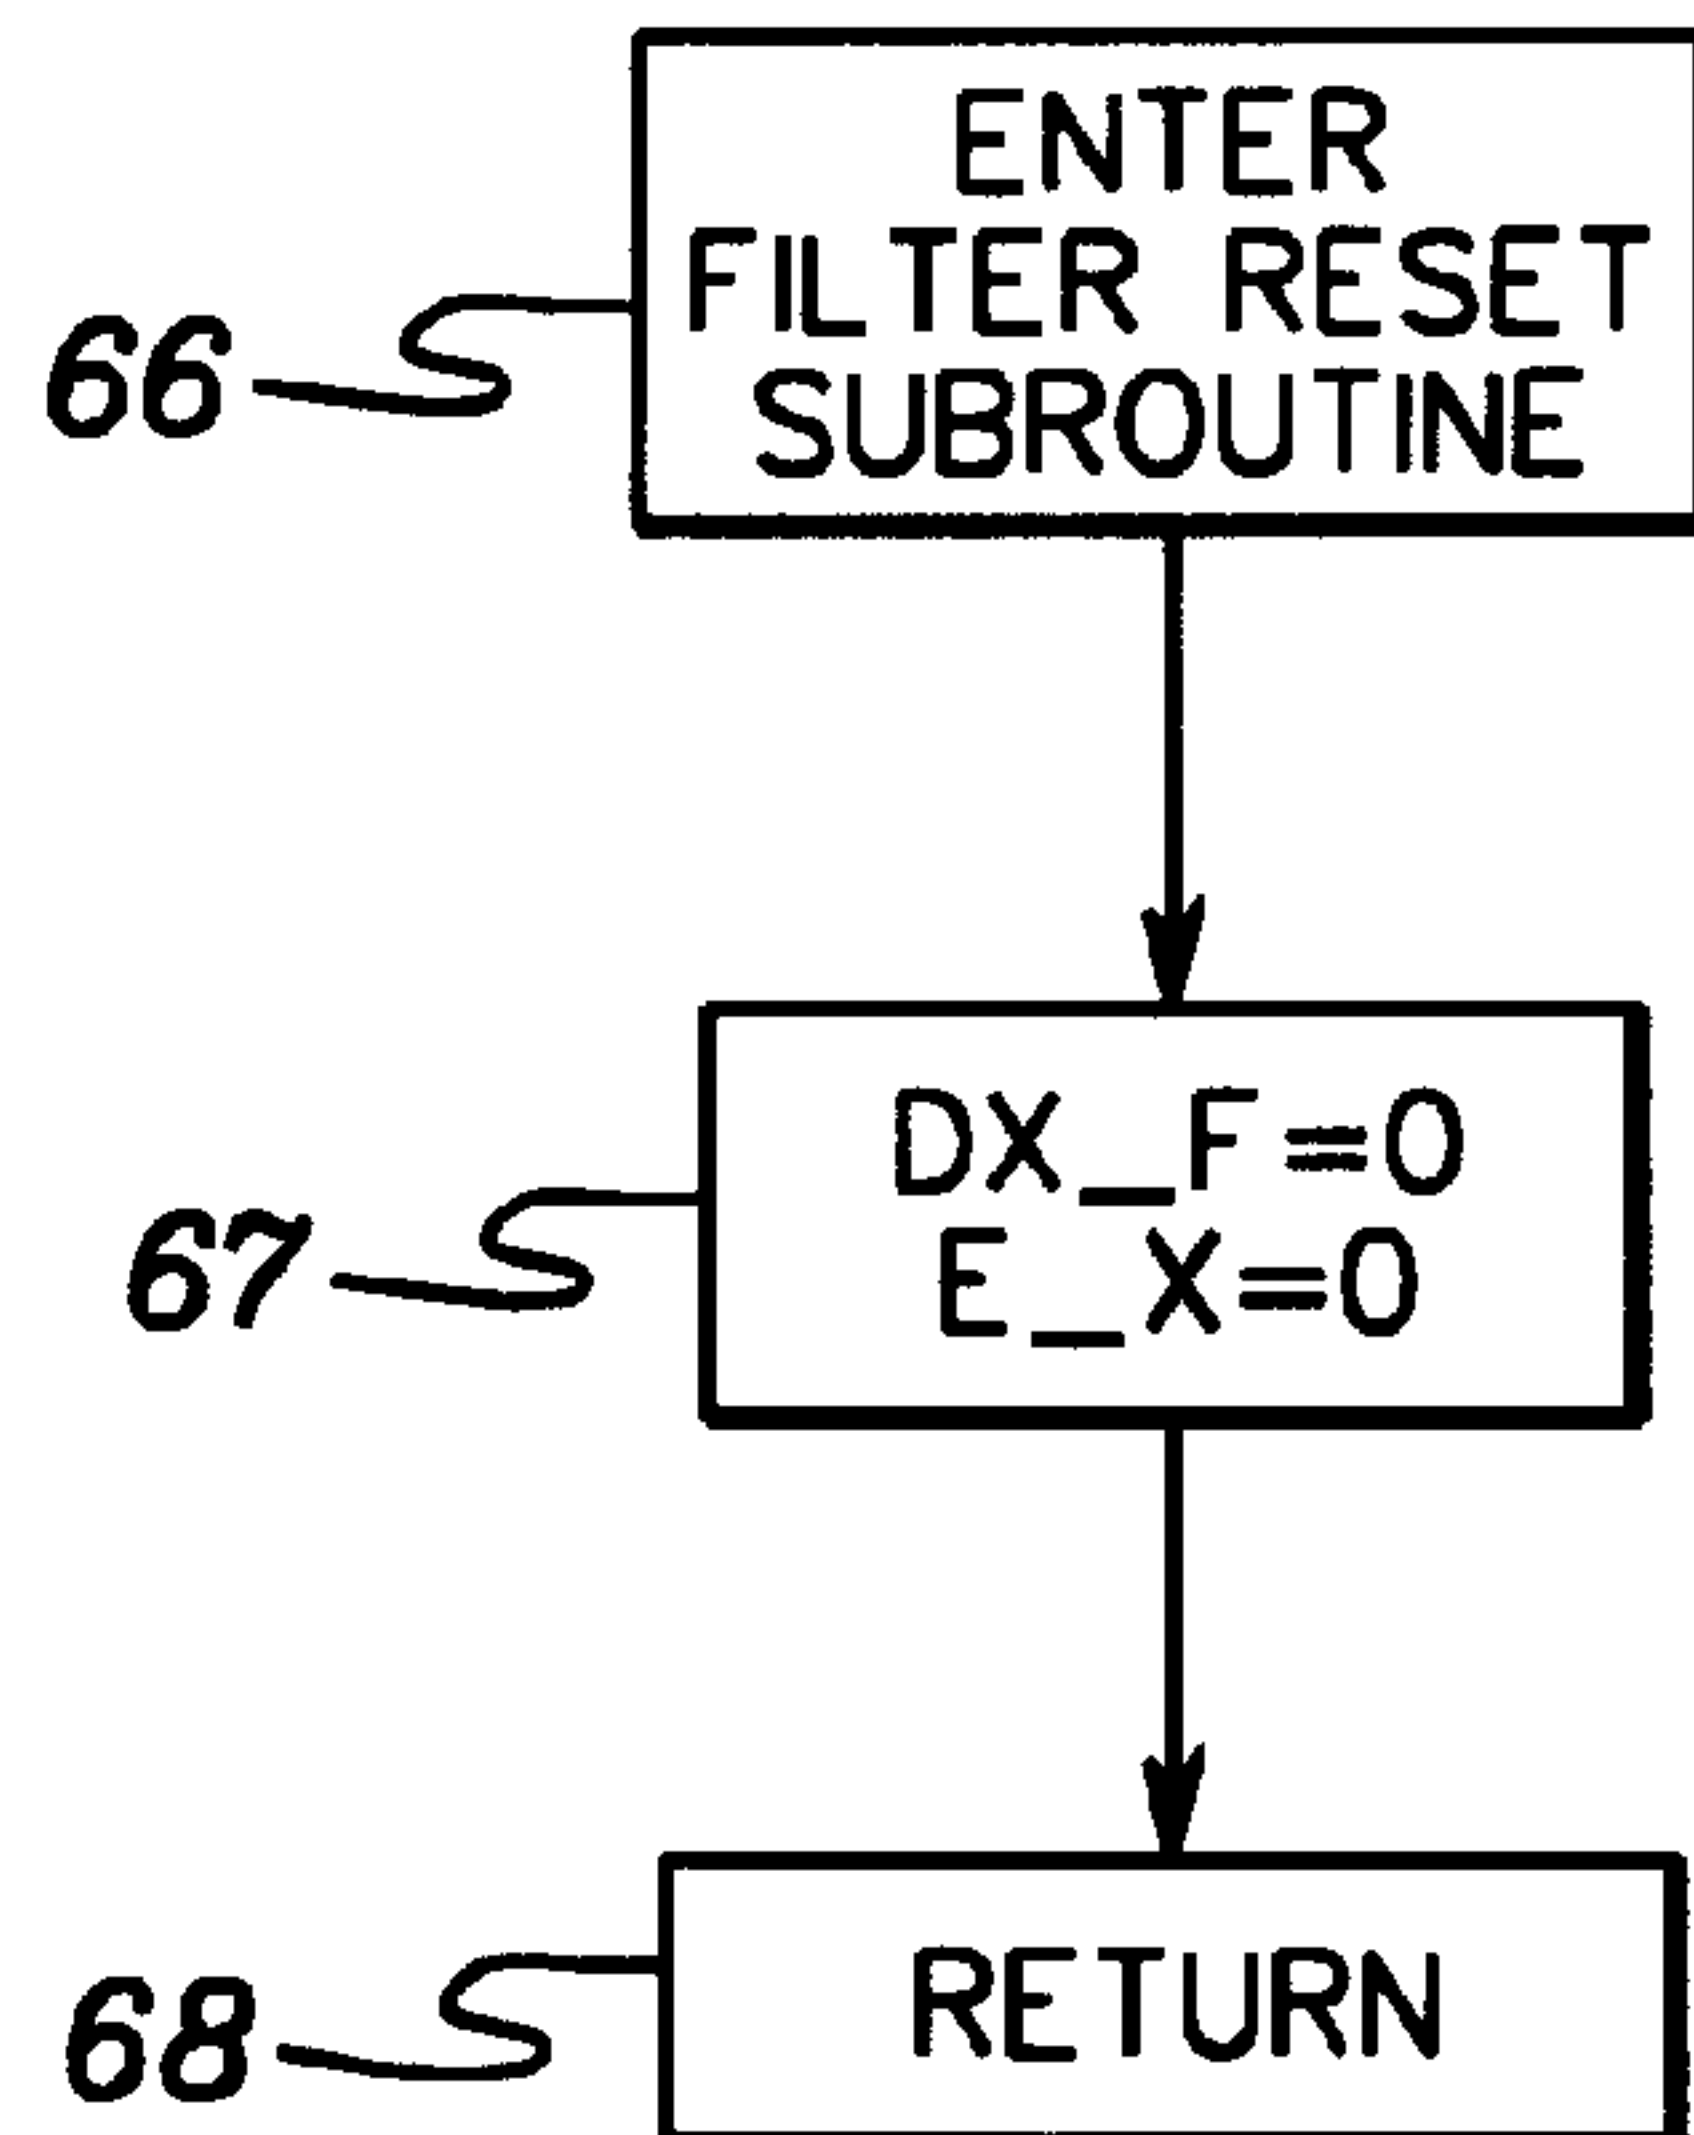 ENTER
FILTER RESET
SUBROUTINE
66
DX_F=0
E_X=0
67
RETURN
68